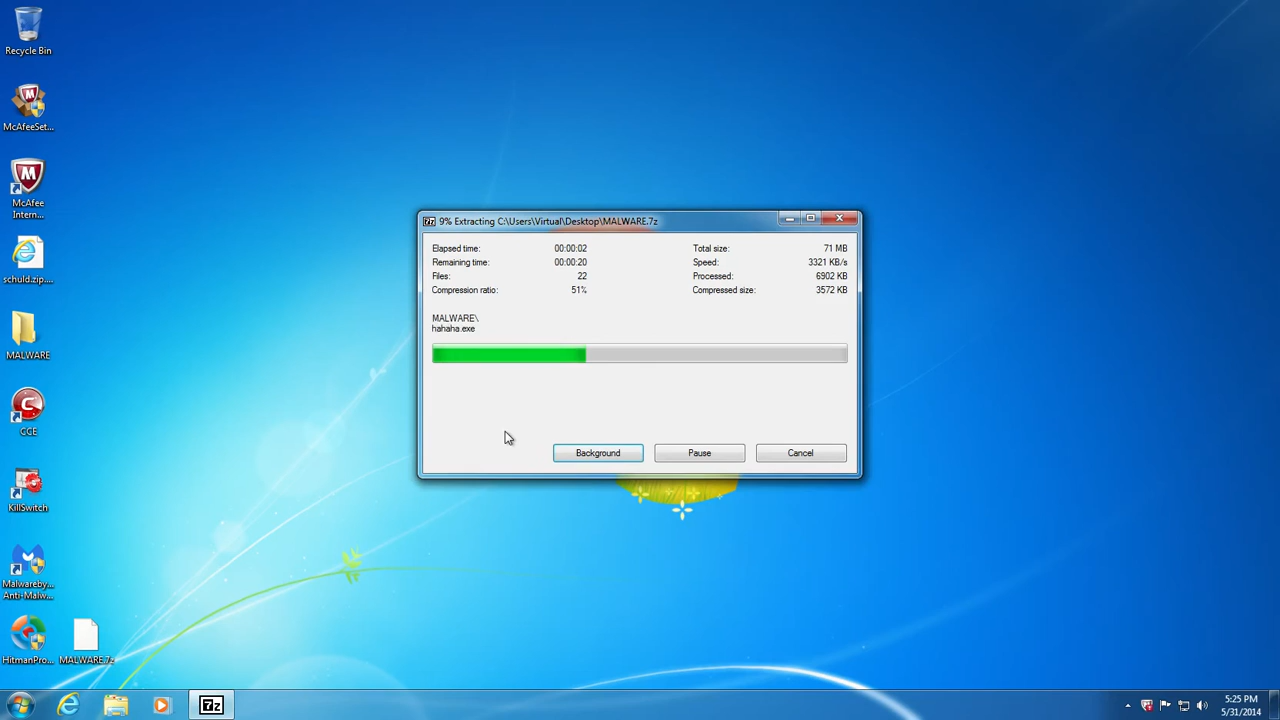 Recycle Bin
McAfeeSet...
McAfee
Intern...
schuld.zip....
MALWARE
CCE
KillSwitch
Malwareby...
Anti-Malw...
HitmanPro...
MALWARE.7z
9% Extracting C:\Users\Virtual\Desktop\MALWARE.7z
Elapsed time: 00:00:02 Total size: 71 MB
Remaining time: 00:00:20 Speed: 3321 KB/s
Files: 22 Processed: 6902 KB
Compression ratio: 51% Compressed size: 3572 KB
MALWARE\
hahaha.exe
Background Pause Cancel
7z
5:25 PM
5/31/2014